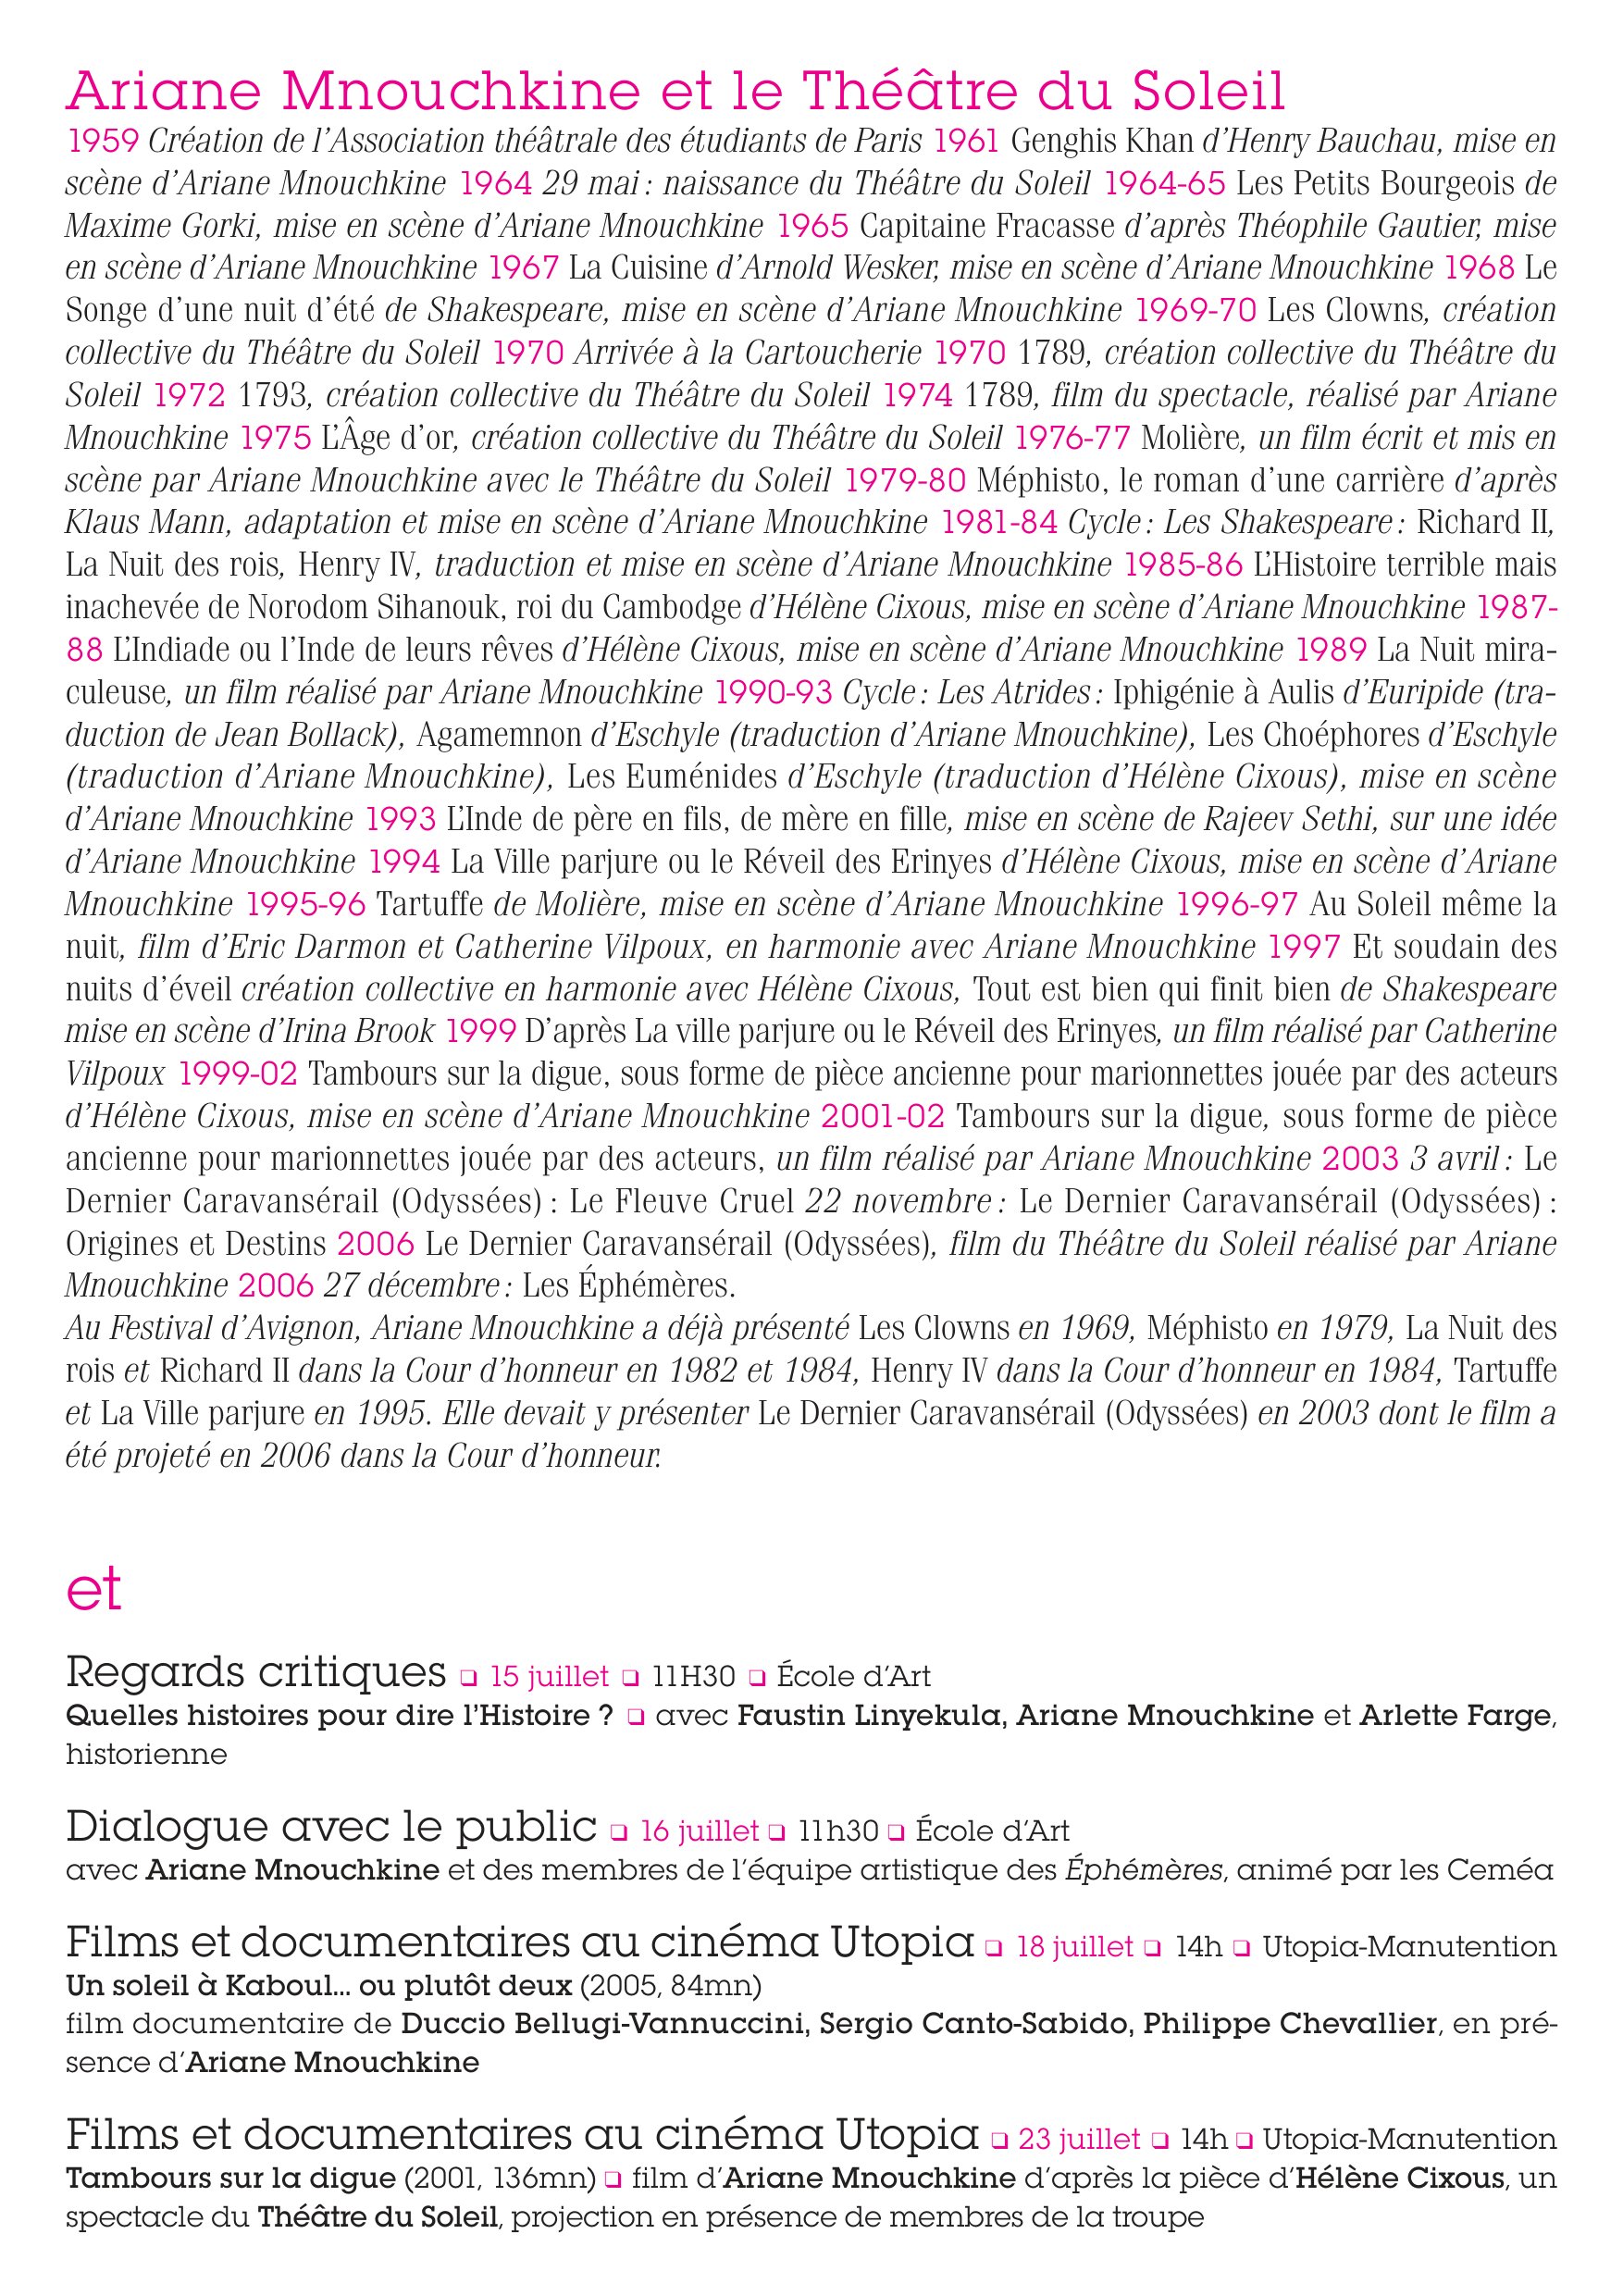 Ariane Mnouchkine et le Théâtre du Soleil
1959 Création de l’Association théâtrale des étudiants de Paris 1961 Genghis Khan d’Henry Bauchau, mise en
scène d’Ariane Mnouchkine 1964 29 mai : naissance du Théâtre du Soleil 1964-65 Les Petits Bourgeois de
Maxime Gorki, mise en scène d’Ariane Mnouchkine 1965 Capitaine Fracasse d’après Théophile Gautier, mise
en scène d’Ariane Mnouchkine 1967 La Cuisine d’Arnold Wesker, mise en scène d’Ariane Mnouchkine 1968 Le
Songe d’une nuit d’été de Shakespeare, mise en scène d’Ariane Mnouchkine 1969-70 Les Clowns, création
collective du Théâtre du Soleil 1970 Arrivée à la Cartoucherie 1970 1789, création collective du Théâtre du
Soleil 1972 1793, création collective du Théâtre du Soleil 1974 1789, film du spectacle, réalisé par Ariane
Mnouchkine 1975 L’Âge d’or, création collective du Théâtre du Soleil 1976-77 Molière, un film écrit et mis en
scène par Ariane Mnouchkine avec le Théâtre du Soleil 1979-80 Méphisto, le roman d’une carrière d’après
Klaus Mann, adaptation et mise en scène d’Ariane Mnouchkine 1981-84 Cycle : Les Shakespeare : Richard II,
La Nuit des rois, Henry IV, traduction et mise en scène d’Ariane Mnouchkine 1985-86 L’Histoire terrible mais
inachevée de Norodom Sihanouk, roi du Cambodge d’Hélène Cixous, mise en scène d’Ariane Mnouchkine 1987-
88 L’Indiade ou l’Inde de leurs rêves d’Hélène Cixous, mise en scène d’Ariane Mnouchkine 1989 La Nuit mira-
culeuse, un film réalisé par Ariane Mnouchkine 1990-93 Cycle : Les Atrides : Iphigénie à Aulis d’Euripide (tra-
duction de Jean Bollack), Agamemnon d’Eschyle (traduction d’Ariane Mnouchkine), Les Choéphores d’Eschyle
(traduction d’Ariane Mnouchkine), Les Euménides d’Eschyle (traduction d’Hélène Cixous), mise en scène
d’Ariane Mnouchkine 1993 L’Inde de père en fils, de mère en fille, mise en scène de Rajeev Sethi, sur une idée
d’Ariane Mnouchkine 1994 La Ville parjure ou le Réveil des Erinyes d’Hélène Cixous, mise en scène d’Ariane
Mnouchkine 1995-96 Tartuffe de Molière, mise en scène d’Ariane Mnouchkine 1996-97 Au Soleil même la
nuit, film d’Eric Darmon et Catherine Vilpoux, en harmonie avec Ariane Mnouchkine 1997 Et soudain des
nuits d’éveil création collective en harmonie avec Hélène Cixous, Tout est bien qui finit bien de Shakespeare
mise en scène d’Irina Brook 1999 D’après La ville parjure ou le Réveil des Erinyes, un film réalisé par Catherine
Vilpoux 1999-02 Tambours sur la digue, sous forme de pièce ancienne pour marionnettes jouée par des acteurs
d’Hélène Cixous, mise en scène d’Ariane Mnouchkine 2001-02 Tambours sur la digue, sous forme de pièce
ancienne pour marionnettes jouée par des acteurs, un film réalisé par Ariane Mnouchkine 2003 3 avril : Le
Dernier Caravansérail (Odyssées) : Le Fleuve Cruel 22 novembre : Le Dernier Caravansérail (Odyssées) :
Origines et Destins 2006 Le Dernier Caravansérail (Odyssées), film du Théâtre du Soleil réalisé par Ariane
Mnouchkine 2006 27 décembre : Les Éphémères.
Au Festival d’Avignon, Ariane Mnouchkine a déjà présenté Les Clowns en 1969, Méphisto en 1979, La Nuit des
rois et Richard II dans la Cour d’honneur en 1982 et 1984, Henry IV dans la Cour d’honneur en 1984, Tartuffe
et La Ville parjure en 1995. Elle devait y présenter Le Dernier Caravansérail (Odyssées) en 2003 dont le film a
été projeté en 2006 dans la Cour d’honneur.
et
Regards critiques ❏ 15 juillet ❏ 11H30 ❏ École d’Art
Quelles histoires pour dire l’Histoire ? ❏ avec Faustin Linyekula, Ariane Mnouchkine et Arlette Farge,
historienne
Dialogue avec le public ❏ 16 juillet ❏ 11h30 ❏ École d’Art
avec Ariane Mnouchkine et des membres de l’équipe artistique des Éphémères, animé par les Ceméa
Films et documentaires au cinéma Utopia ❏ 18 juillet ❏ 14h ❏ Utopia-Manutention
Un soleil à Kaboul... ou plutôt deux (2005, 84mn)
film documentaire de Duccio Bellugi-Vannuccini, Sergio Canto-Sabido, Philippe Chevallier, en pré-
sence d’Ariane Mnouchkine
Films et documentaires au cinéma Utopia ❏ 23 juillet ❏ 14h ❏ Utopia-Manutention
Tambours sur la digue (2001, 136mn) ❏ film d’Ariane Mnouchkine d’après la pièce d’Hélène Cixous, un
spectacle du Théâtre du Soleil, projection en présence de membres de la troupe